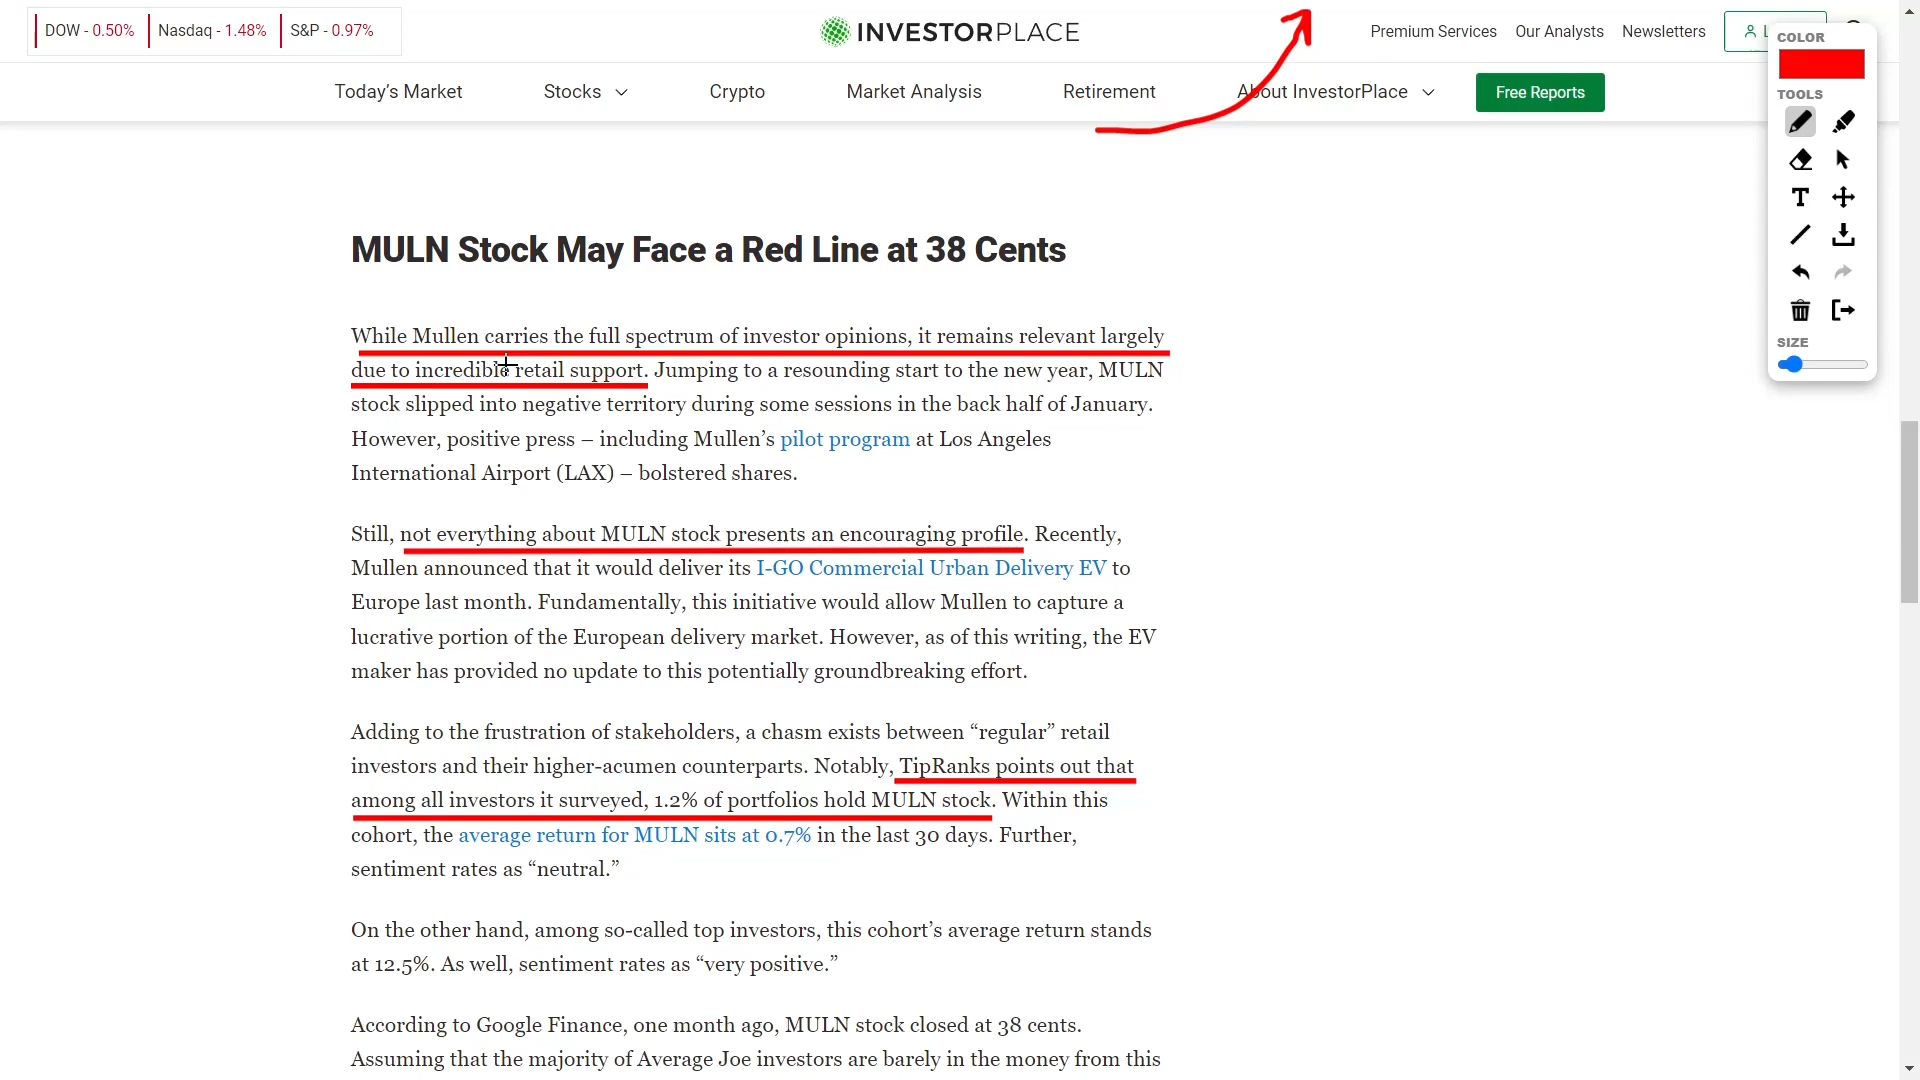 DOW - 0.50% Nasdaq - 1.48% S&P - 0.97%
INVESTORPLACE
Premium Services Our Analysts Newsletters
Today’s Market Stocks Crypto Market Analysis Retirement About InvestorPlace Free Reports
COLOR
TOOLS
SIZE
MULN Stock May Face a Red Line at 38 Cents
While Mullen carries the full spectrum of investor opinions, it remains relevant largely
due to incredible retail support. Jumping to a resounding start to the new year, MULN
stock slipped into negative territory during some sessions in the back half of January.
However, positive press – including Mullen’s pilot program at Los Angeles
International Airport (LAX) – bolstered shares.
Still, not everything about MULN stock presents an encouraging profile. Recently,
Mullen announced that it would deliver its I-GO Commercial Urban Delivery EV to
Europe last month. Fundamentally, this initiative would allow Mullen to capture a
lucrative portion of the European delivery market. However, as of this writing, the EV
maker has provided no update to this potentially groundbreaking effort.
Adding to the frustration of stakeholders, a chasm exists between “regular” retail
investors and their higher-acumen counterparts. Notably, TipRanks points out that
among all investors it surveyed, 1.2% of portfolios hold MULN stock. Within this
cohort, the average return for MULN sits at 0.7% in the last 30 days. Further,
sentiment rates as “neutral.”
On the other hand, among so-called top investors, this cohort’s average return stands
at 12.5%. As well, sentiment rates as “very positive.”
According to Google Finance, one month ago, MULN stock closed at 38 cents.
Assuming that the majority of Average Joe investors are barely in the money from this